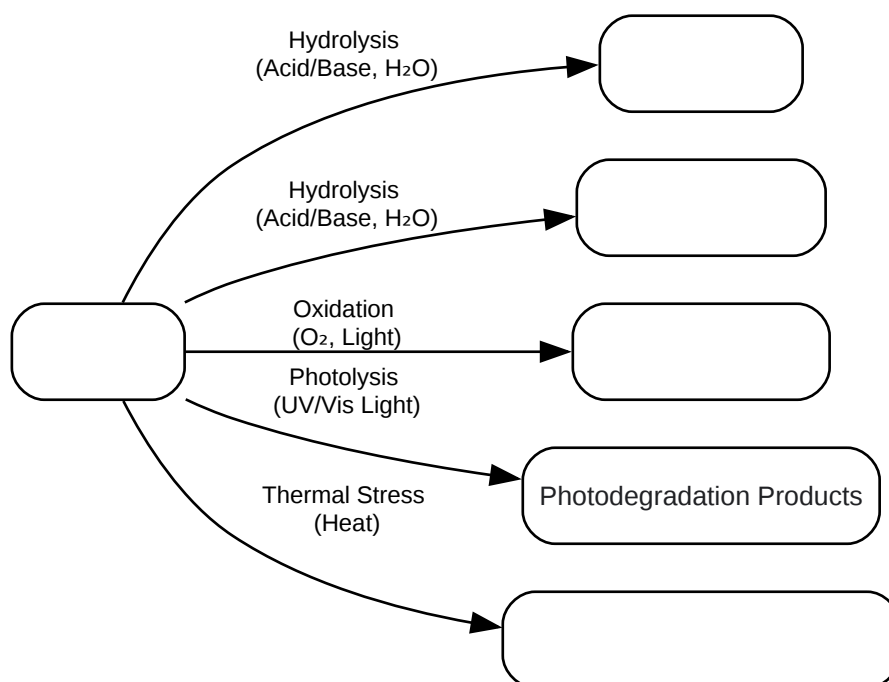 Hydrolysis
(Acid/Base, H₂O)
Hydrolysis
(Acid/Base, H₂O)
Oxidation
(O₂, Light)
Photolysis
(UV/Vis Light)
Photodegradation Products
Thermal Stress
(Heat)